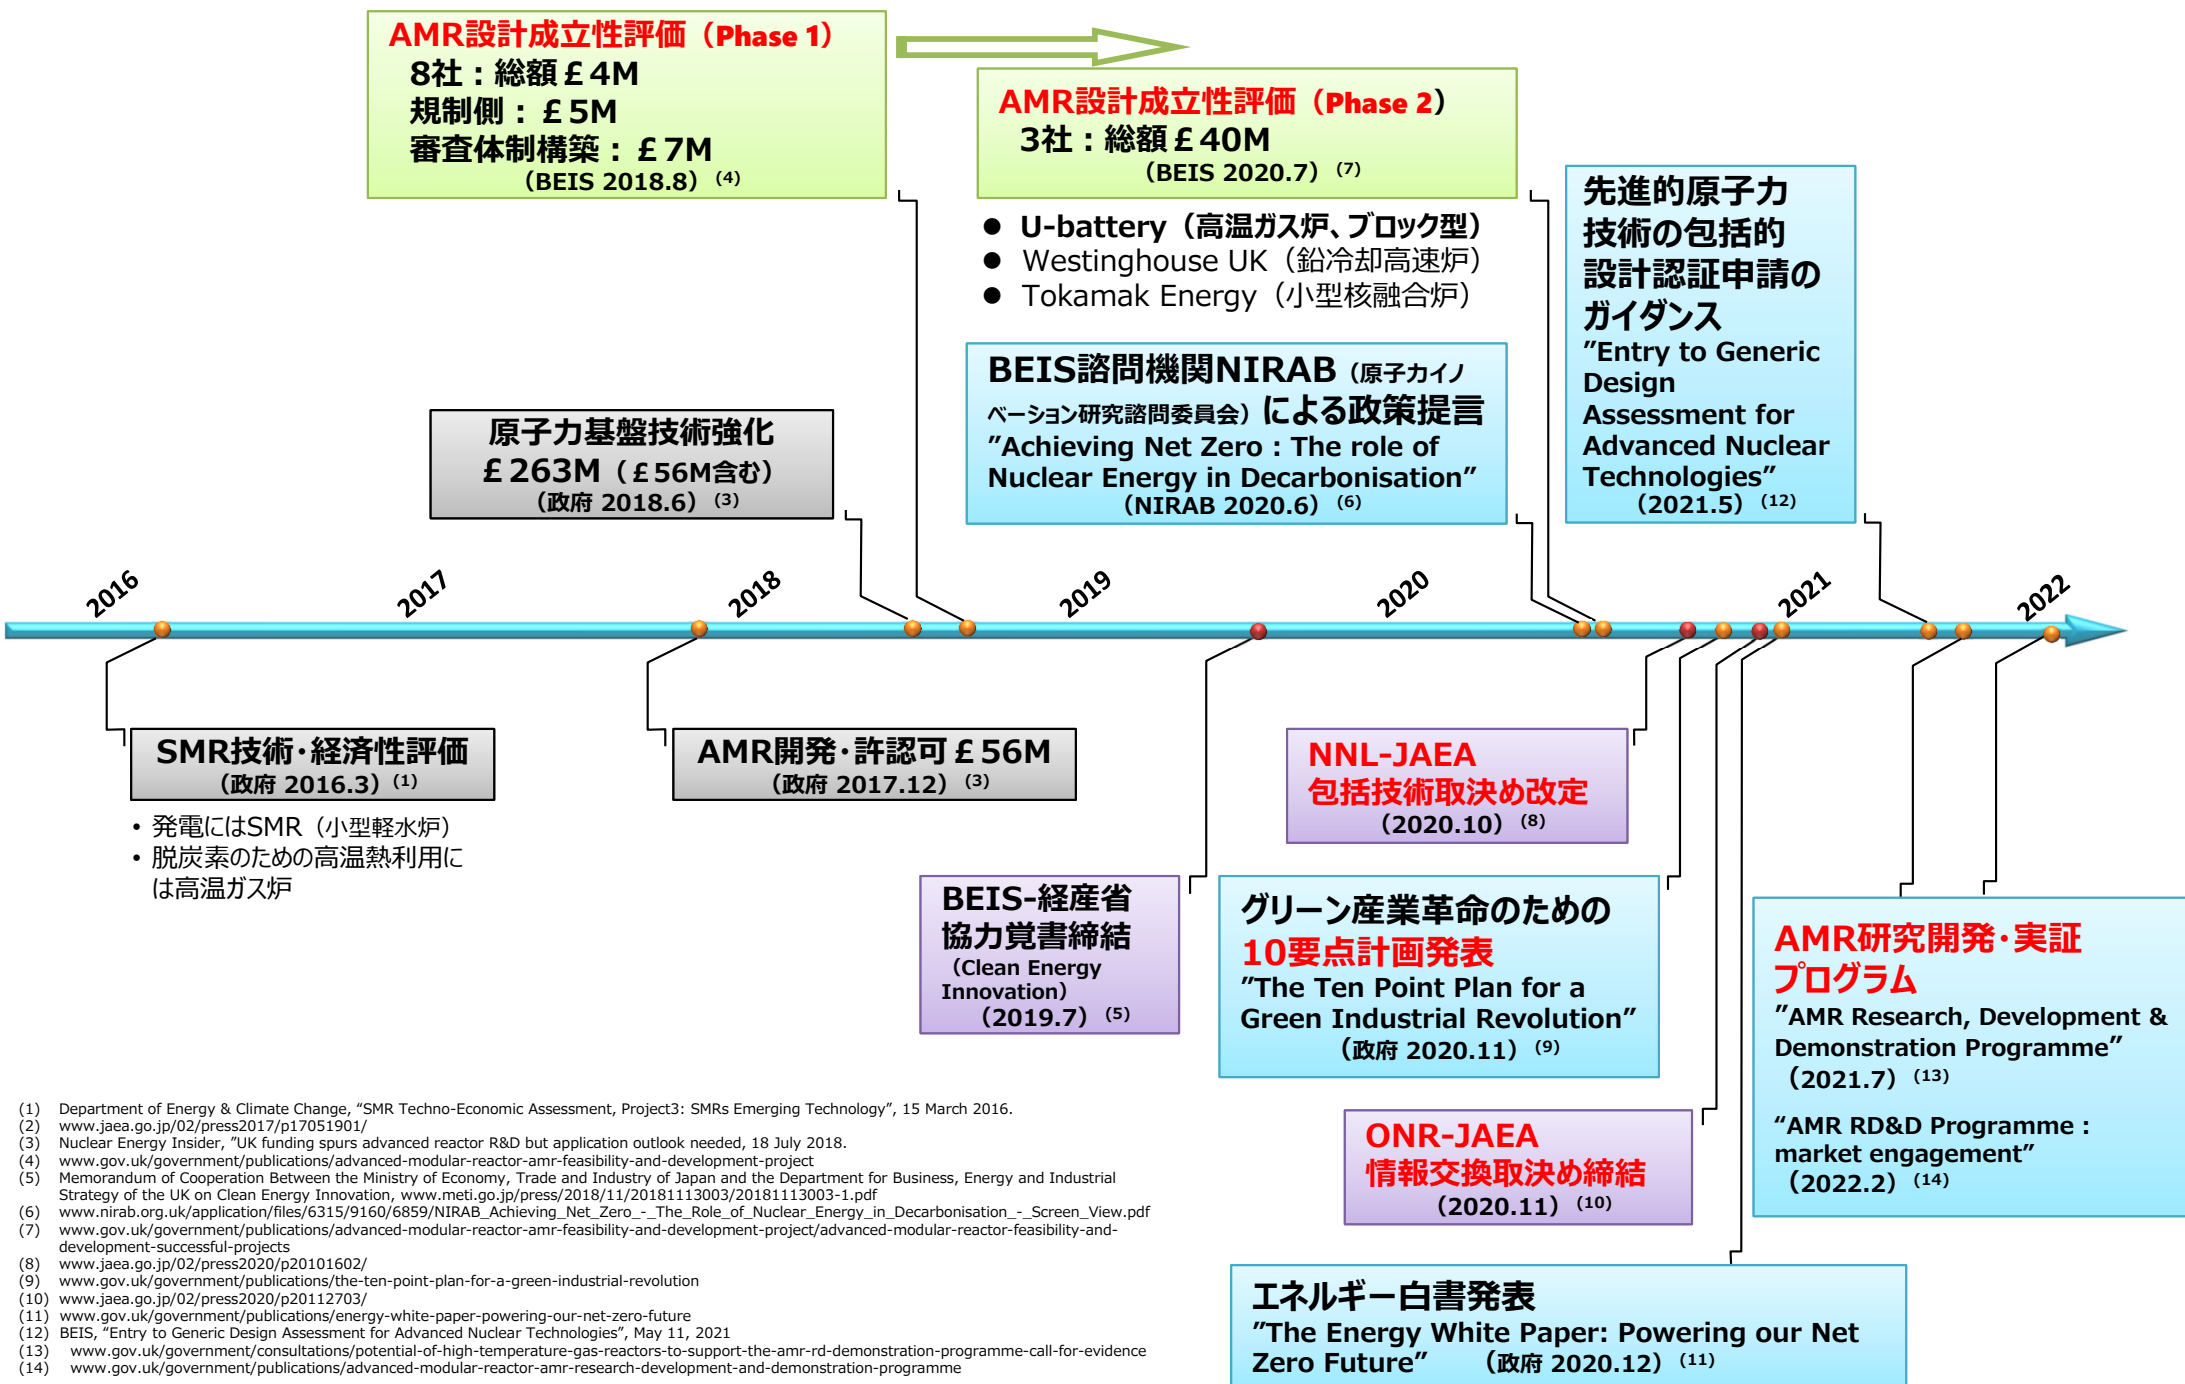 AMR設計成立性評価（Phase 1）
8社：総額￡4M
規制側：￡5M
審査体制構築：￡7M
（BEIS 2018.8）(4)
AMR設計成立性評価（Phase 2）
3社：総額￡40M
（BEIS 2020.7）(7)
● U-battery（高温ガス炉、ブロック型）
● Westinghouse UK（鉛冷却高速炉）
● Tokamak Energy（小型核融合炉）
先進的原子力
技術の包括的
設計認証申請の
ガイダンス
"Entry to Generic
Design
Assessment for
Advanced Nuclear
Technologies"
（2021.5）(12)
BEIS諮問機関NIRAB（原子力イノ
ベーション研究諮問委員会）による政策提言
"Achieving Net Zero：The role of
Nuclear Energy in Decarbonisation"
（NIRAB 2020.6）(6)
原子力基盤技術強化
￡263M（￡56M含む）
（政府 2018.6）(3)
2016
2017
2018
2019
2020
2021
2022
SMR技術・経済性評価
（政府 2016.3）(1)
• 発電にはSMR（小型軽水炉）
• 脱炭素のための高温熱利用に
は高温ガス炉
AMR開発・許認可￡56M
（政府 2017.12）(3)
NNL-JAEA
包括技術取決め改定
（2020.10）(8)
BEIS-経産省
協力覚書締結
（Clean Energy
Innovation）
（2019.7）(5)
グリーン産業革命のための
10要点計画発表
"The Ten Point Plan for a
Green Industrial Revolution"
（政府 2020.11）(9)
AMR研究開発・実証
プログラム
"AMR Research, Development &
Demonstration Programme"
（2021.7）(13)
“AMR RD&D Programme：
market engagement”
（2022.2）(14)
ONR-JAEA
情報交換取決め締結
（2020.11）(10)
エネルギー白書発表
"The Energy White Paper: Powering our Net
Zero Future" （政府 2020.12）(11)
(1) Department of Energy & Climate Change, “SMR Techno-Economic Assessment, Project3: SMRs Emerging Technology”, 15 March 2016.
(2) www.jaea.go.jp/02/press2017/p17051901/
(3) Nuclear Energy Insider, "UK funding spurs advanced reactor R&D but application outlook needed, 18 July 2018.
(4) www.gov.uk/government/publications/advanced-modular-reactor-amr-feasibility-and-development-project
(5) Memorandum of Cooperation Between the Ministry of Economy, Trade and Industry of Japan and the Department for Business, Energy and Industrial
Strategy of the UK on Clean Energy Innovation, www.meti.go.jp/press/2018/11/20181113003/20181113003-1.pdf
(6) www.nirab.org.uk/application/files/6315/9160/6859/NIRAB_Achieving_Net_Zero_-_The_Role_of_Nuclear_Energy_in_Decarbonisation_-_Screen_View.pdf
(7) www.gov.uk/government/publications/advanced-modular-reactor-amr-feasibility-and-development-project/advanced-modular-reactor-feasibility-and-
development-successful-projects
(8) www.jaea.go.jp/02/press2020/p20101602/
(9) www.gov.uk/government/publications/the-ten-point-plan-for-a-green-industrial-revolution
(10) www.jaea.go.jp/02/press2020/p20112703/
(11) www.gov.uk/government/publications/energy-white-paper-powering-our-net-zero-future
(12) BEIS, “Entry to Generic Design Assessment for Advanced Nuclear Technologies”, May 11, 2021
(13) www.gov.uk/government/consultations/potential-of-high-temperature-gas-reactors-to-support-the-amr-rd-demonstration-programme-call-for-evidence
(14) www.gov.uk/government/publications/advanced-modular-reactor-amr-research-development-and-demonstration-programme